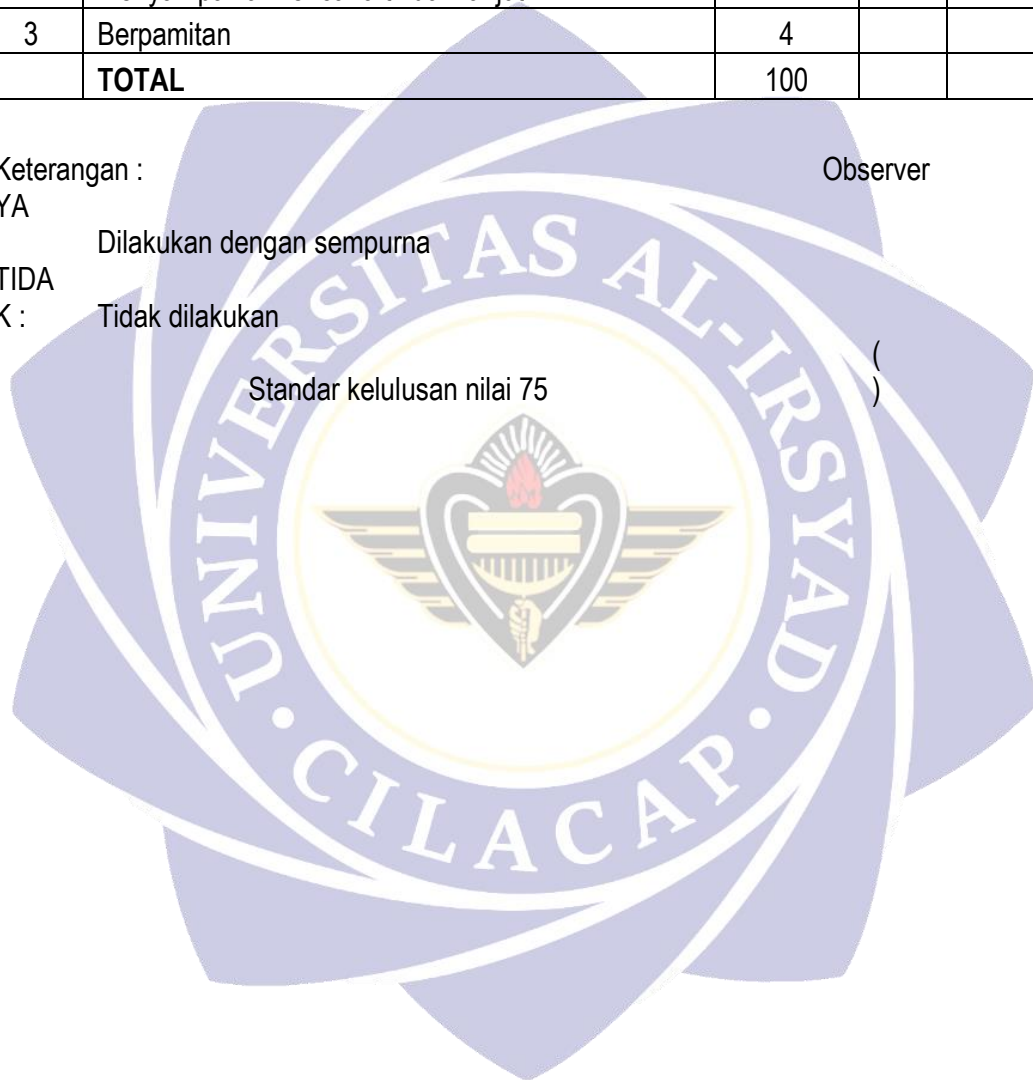 3 Berpamitan 4
TOTAL 100
Keterangan : Observer
YA
Dilakukan dengan sempurna
TIDA
K : Tidak dilakukan
(
Standar kelulusan nilai 75 )
UNIVERSITAS AL-IRSYAD
CILACAP